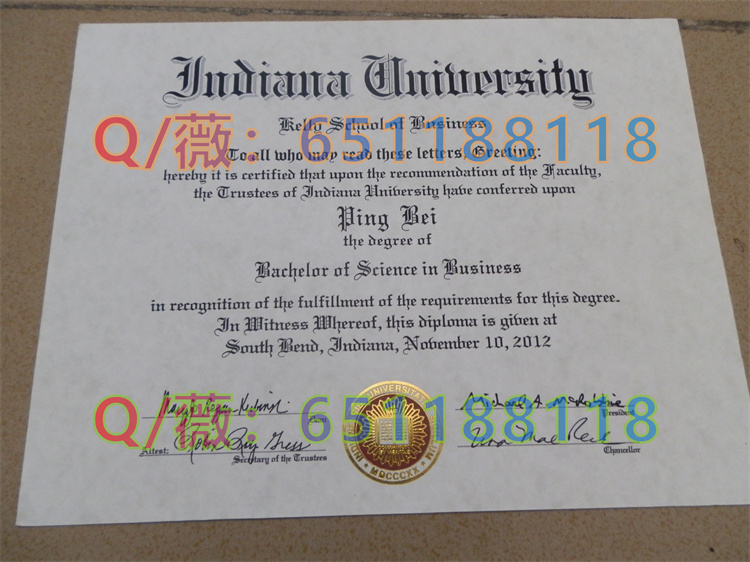 Indiana University
Kelly School of Business
Q/薇: 651188118
To all who may read these letters, Greeting:
hereby it is certified that upon the recommendation of the Faculty,
the Trustees of Indiana University have conferred upon
Ping Bei
the degree of
Bachelor of Science in Business
in recognition of the fulfillment of the requirements for this degree.
In Witness Whereof, this diploma is given at
South Bend, Indiana, November 10, 2012
Michael A McRobbie
President
Q/薇: 651188118
Attest:
Secretary of the Trustees
Chancellor
MDCCCXX